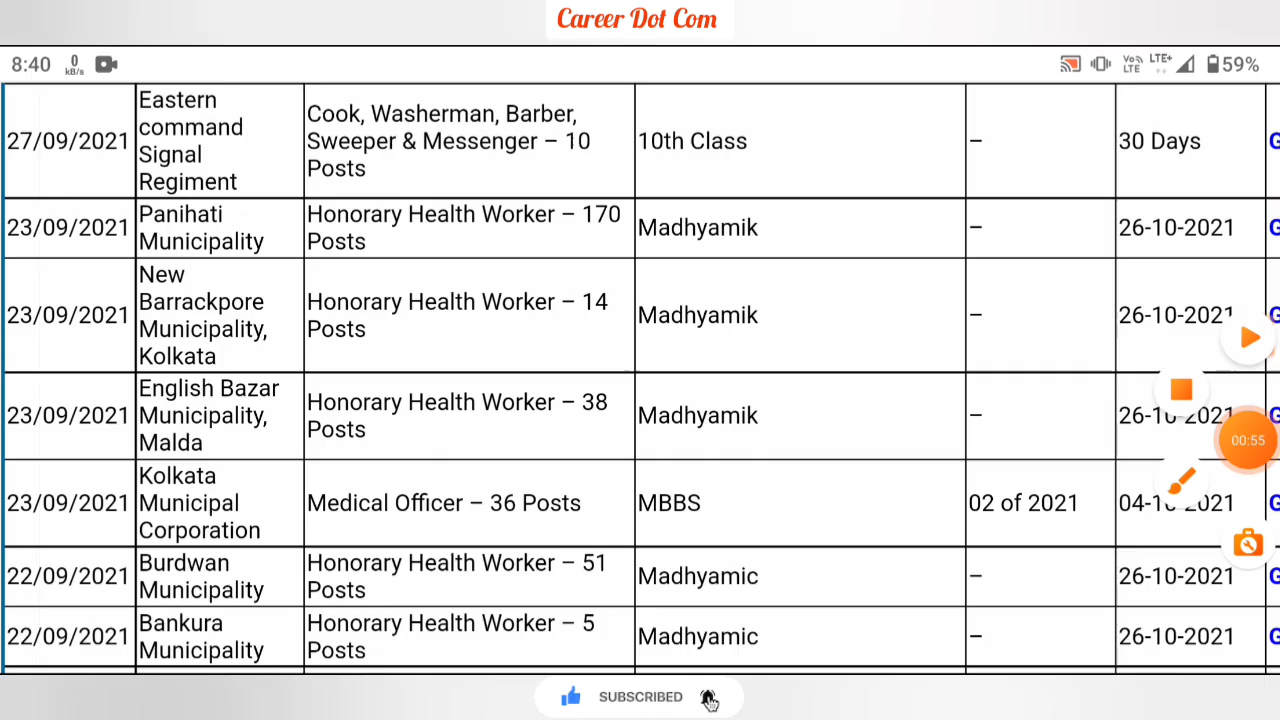 Career Dot Com
8:40 0 kB/s VoLTE LTE+ 59%
27/09/2021
Eastern
command
Signal
Regiment
Cook, Washerman, Barber,
Sweeper & Messenger – 10
Posts
10th Class
–
30 Days
G
23/09/2021
Panihati
Municipality
Honorary Health Worker – 170
Posts
Madhyamik
–
26-10-2021
G
23/09/2021
New
Barrackpore
Municipality,
Kolkata
Honorary Health Worker – 14
Posts
Madhyamik
–
26-10-2021
G
23/09/2021
English Bazar
Municipality,
Malda
Honorary Health Worker – 38
Posts
Madhyamik
–
26-10-2021
G
00:55
23/09/2021
Kolkata
Municipal
Corporation
Medical Officer – 36 Posts
MBBS
02 of 2021
04-10-2021
G
22/09/2021
Burdwan
Municipality
Honorary Health Worker – 51
Posts
Madhyamic
–
26-10-2021
G
22/09/2021
Bankura
Municipality
Honorary Health Worker – 5
Posts
Madhyamic
–
26-10-2021
G
SUBSCRIBED